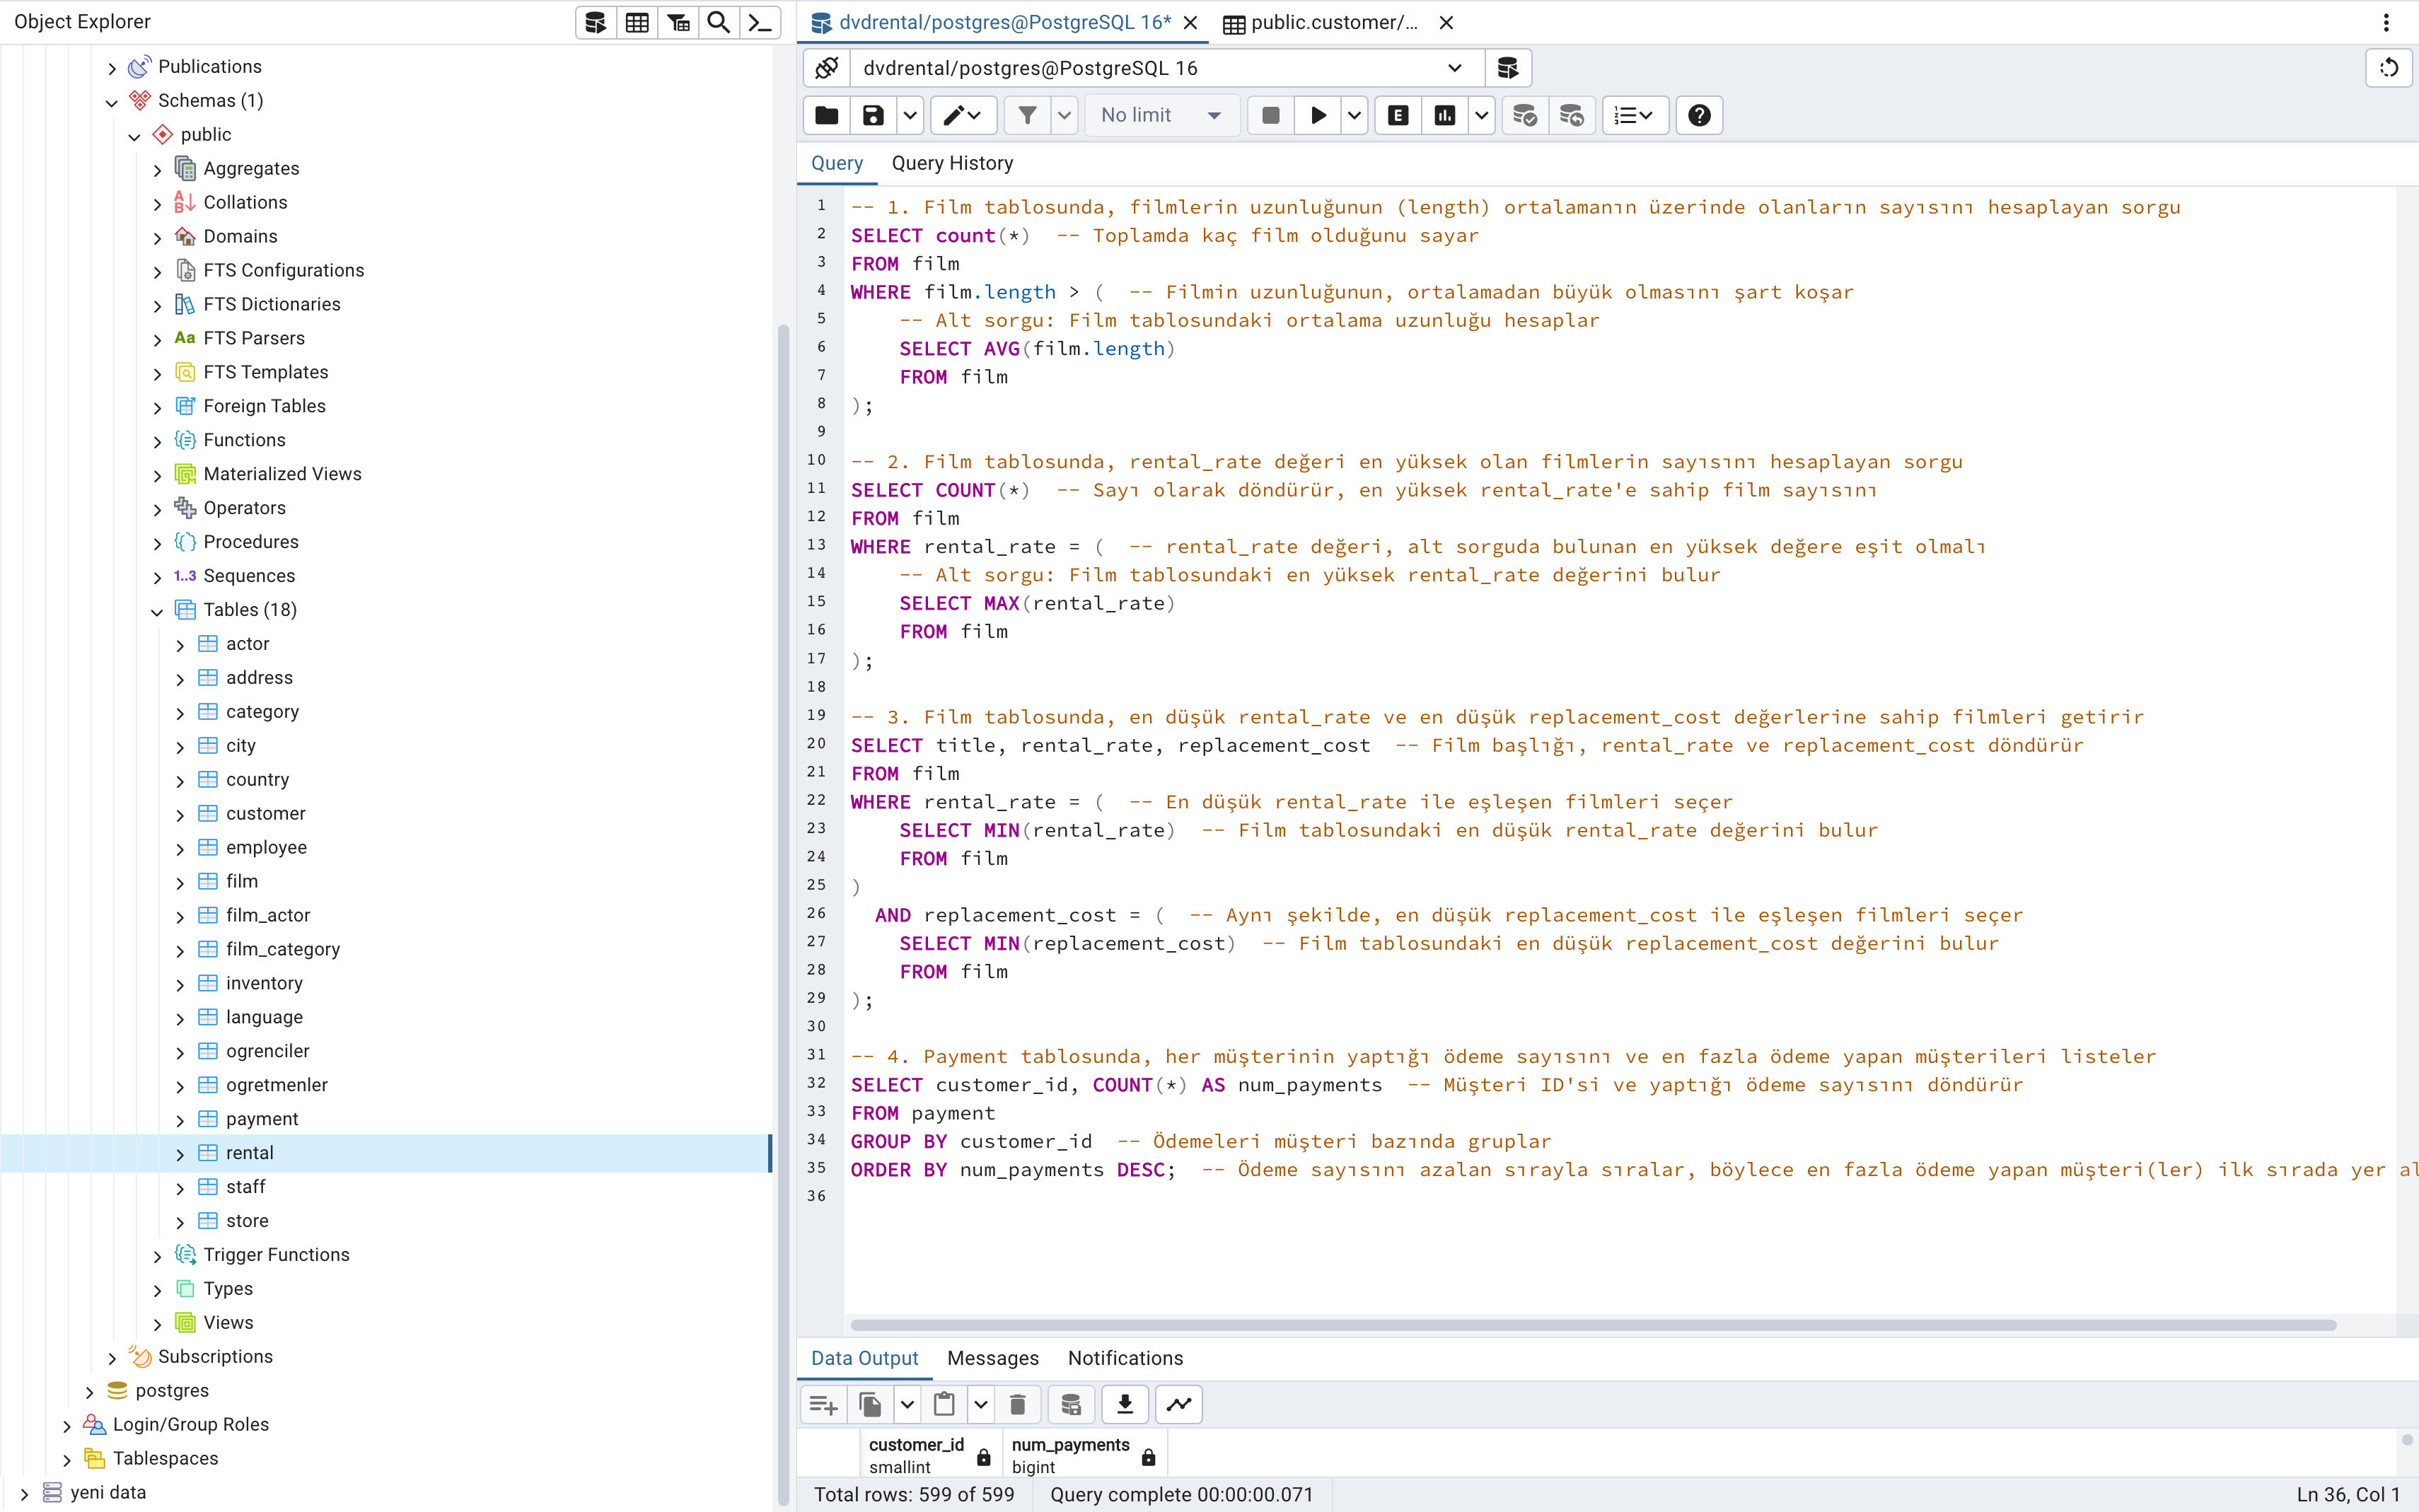 Object Explorer
Publications
Schemas (1)
public
Aggregates
Collations
Domains
FTS Configurations
FTS Dictionaries
Aa FTS Parsers
FTS Templates
Foreign Tables
Functions
Materialized Views
Operators
Procedures
1..3 Sequences
Tables (18)
actor
address
category
city
country
customer
employee
film
film_actor
film_category
inventory
language
ogrenciler
ogretmenler
payment
rental
staff
store
Trigger Functions
Types
Views
Subscriptions
postgres
Login/Group Roles
Tablespaces
yeni data
dvdrental/postgres@PostgreSQL 16*
public.customer/...
dvdrental/postgres@PostgreSQL 16
No limit
E
Query Query History
1 -- 1. Film tablosunda, filmlerin uzunluğunun (length) ortalamanın üzerinde olanların sayısını hesaplayan sorgu
2 SELECT count(*)  -- Toplamda kaç film olduğunu sayar
3 FROM film
4 WHERE film.length > (  -- Filmin uzunluğunun, ortalamadan büyük olmasını şart koşar
5     -- Alt sorgu: Film tablosundaki ortalama uzunluğu hesaplar
6     SELECT AVG(film.length)
7     FROM film
8 );
9
10 -- 2. Film tablosunda, rental_rate değeri en yüksek olan filmlerin sayısını hesaplayan sorgu
11 SELECT COUNT(*)  -- Sayı olarak döndürür, en yüksek rental_rate'e sahip film sayısını
12 FROM film
13 WHERE rental_rate = (  -- rental_rate değeri, alt sorguda bulunan en yüksek değere eşit olmalı
14     -- Alt sorgu: Film tablosundaki en yüksek rental_rate değerini bulur
15     SELECT MAX(rental_rate)
16     FROM film
17 );
18
19 -- 3. Film tablosunda, en düşük rental_rate ve en düşük replacement_cost değerlerine sahip filmleri getirir
20 SELECT title, rental_rate, replacement_cost  -- Film başlığı, rental_rate ve replacement_cost döndürür
21 FROM film
22 WHERE rental_rate = (  -- En düşük rental_rate ile eşleşen filmleri seçer
23     SELECT MIN(rental_rate)  -- Film tablosundaki en düşük rental_rate değerini bulur
24     FROM film
25 )
26   AND replacement_cost = (  -- Aynı şekilde, en düşük replacement_cost ile eşleşen filmleri seçer
27     SELECT MIN(replacement_cost)  -- Film tablosundaki en düşük replacement_cost değerini bulur
28     FROM film
29 );
30
31 -- 4. Payment tablosunda, her müşterinin yaptığı ödeme sayısını ve en fazla ödeme yapan müşterileri listeler
32 SELECT customer_id, COUNT(*) AS num_payments  -- Müşteri ID'si ve yaptığı ödeme sayısını döndürür
33 FROM payment
34 GROUP BY customer_id  -- Ödemeleri müşteri bazında gruplar
35 ORDER BY num_payments DESC;  -- Ödeme sayısını azalan sırayla sıralar, böylece en fazla ödeme yapan müşteri(ler) ilk sırada yer al
36
Data Output Messages Notifications
customer_id num_payments
smallint bigint
Total rows: 599 of 599 Query complete 00:00:00.071 Ln 36, Col 1